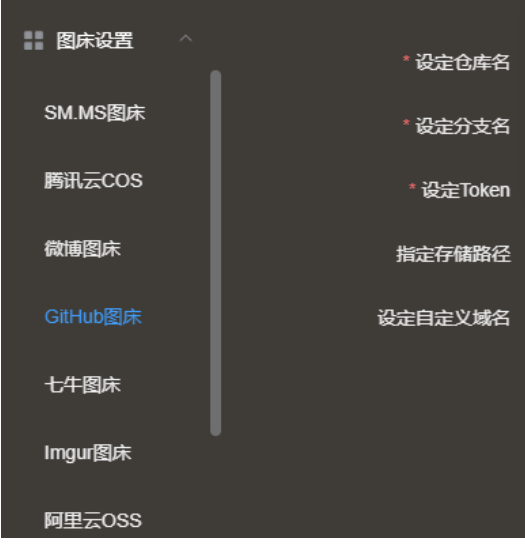 图床设置
SM.MS图床
腾讯云COS
微博图床
GitHub图床
七牛图床
Imgur图床
阿里云OSS
* 设定仓库名
* 设定分支名
* 设定Token
指定存储路径
设定自定义域名